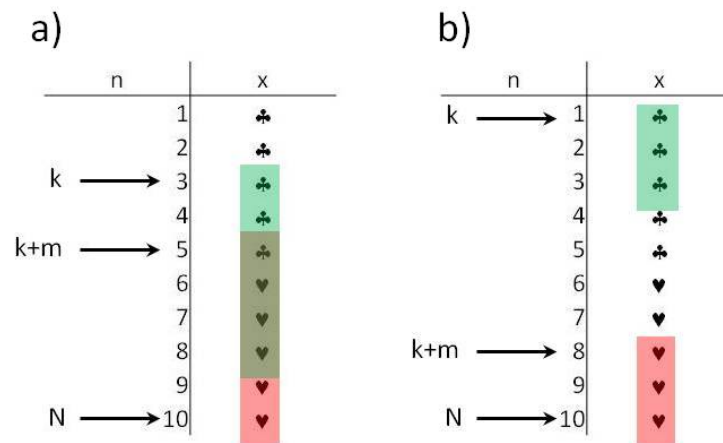 a)
n x
1 ♣
2 ♣
k 3 ♣
4 ♣
k+m 5 ♣
6 ♥
7 ♥
8 ♥
9 ♥
N 10 ♥
b)
n x
k 1 ♣
2 ♣
3 ♣
4 ♣
5 ♣
6 ♥
7 ♥
k+m 8 ♥
9 ♥
N 10 ♥